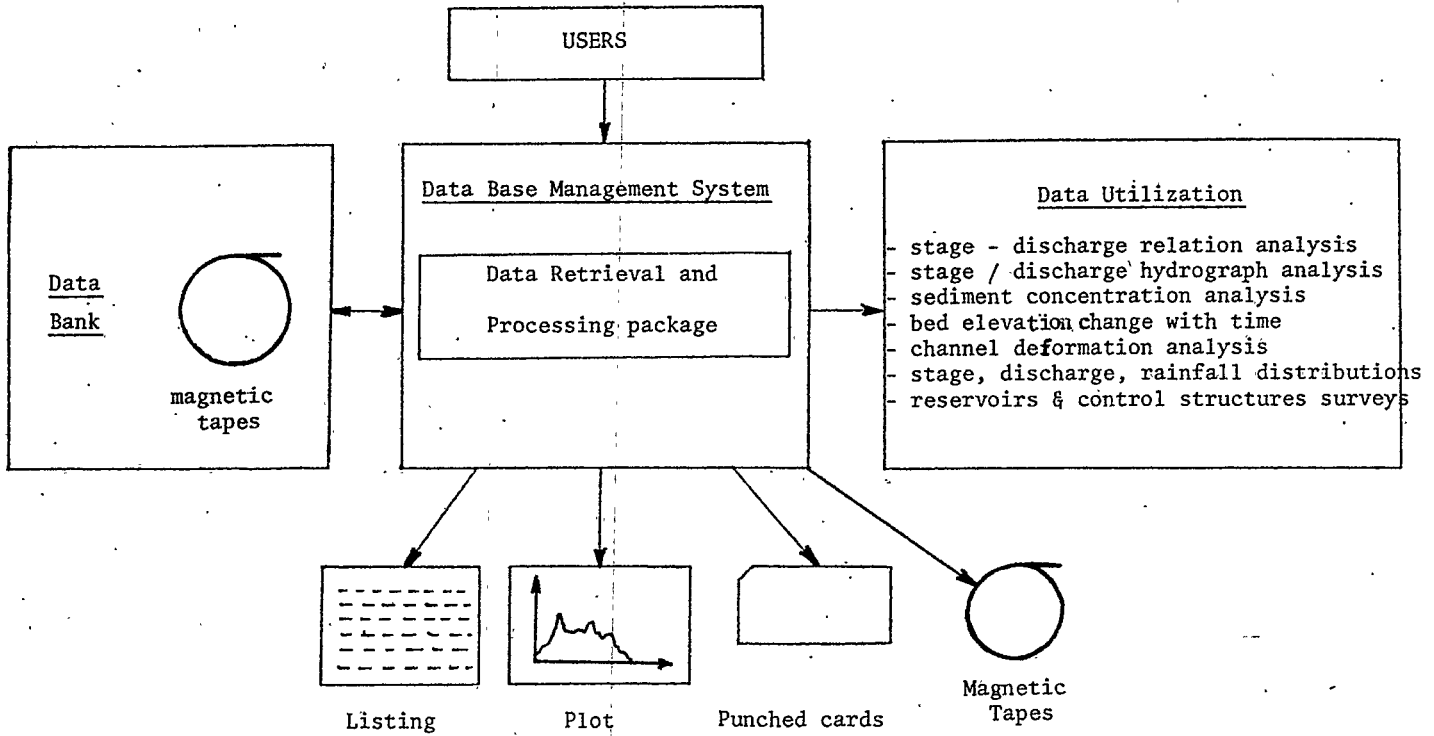 USERS
Data Base Management System
Data Retrieval and
Processing package
Data
Bank
magnetic
tapes
Data Utilization
- stage - discharge relation analysis
- stage / discharge hydrograph analysis
- sediment concentration analysis
- bed elevation change with time
- channel deformation analysis
- stage, discharge, rainfall distributions
- reservoirs & control structures surveys
Listing
Plot
Punched cards
Magnetic
Tapes